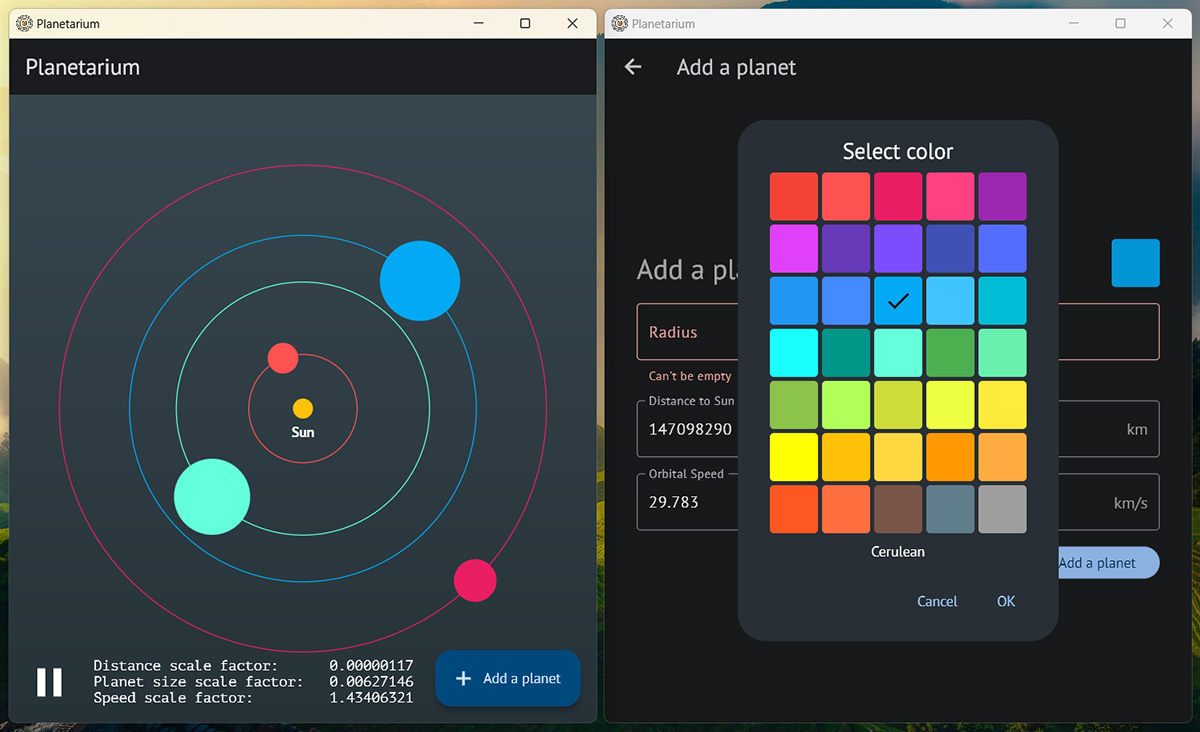 Planetarium
Planetarium
Sun
Distance scale factor: 0.00000117
Planet size scale factor: 0.00627146
Speed scale factor: 1.43406321
Add a planet
Planetarium
Add a planet
Select color
Add a pl
Radius
Can't be empty
Distance to Sun
147098290
km
Orbital Speed
29.783
km/s
Cerulean
Add a planet
Cancel
OK